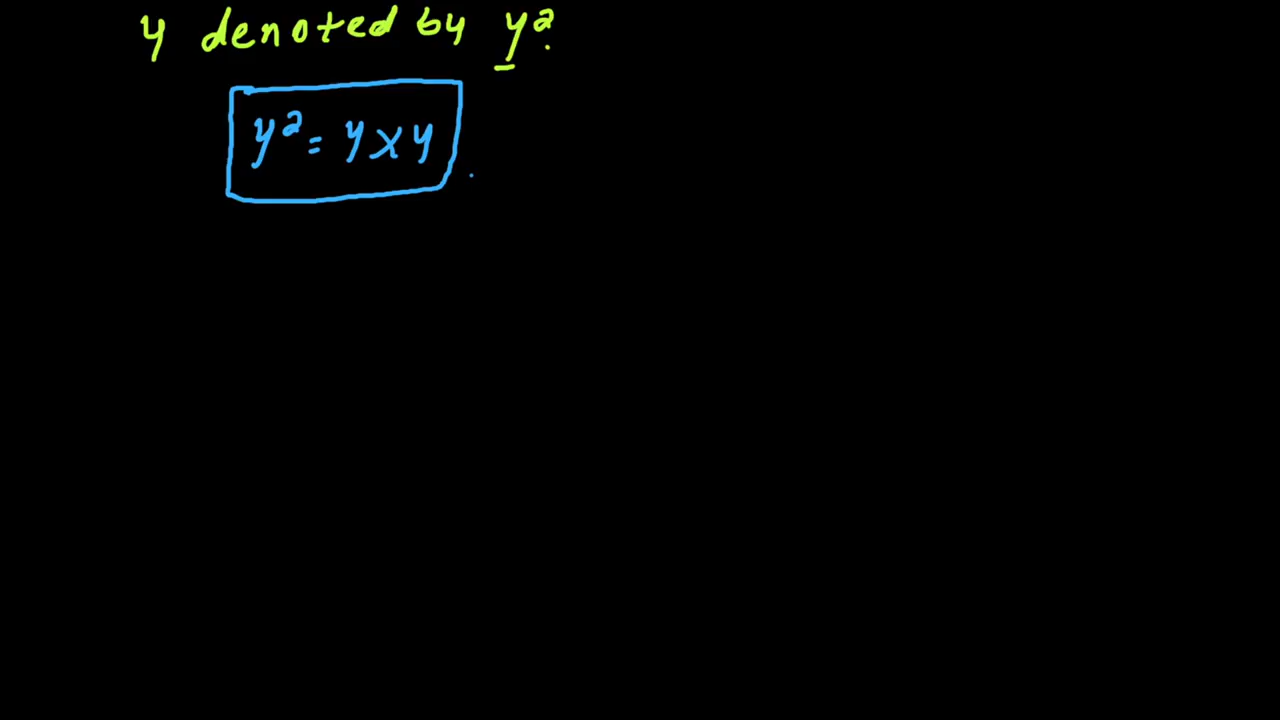 y denoted by y².
y² = y × y